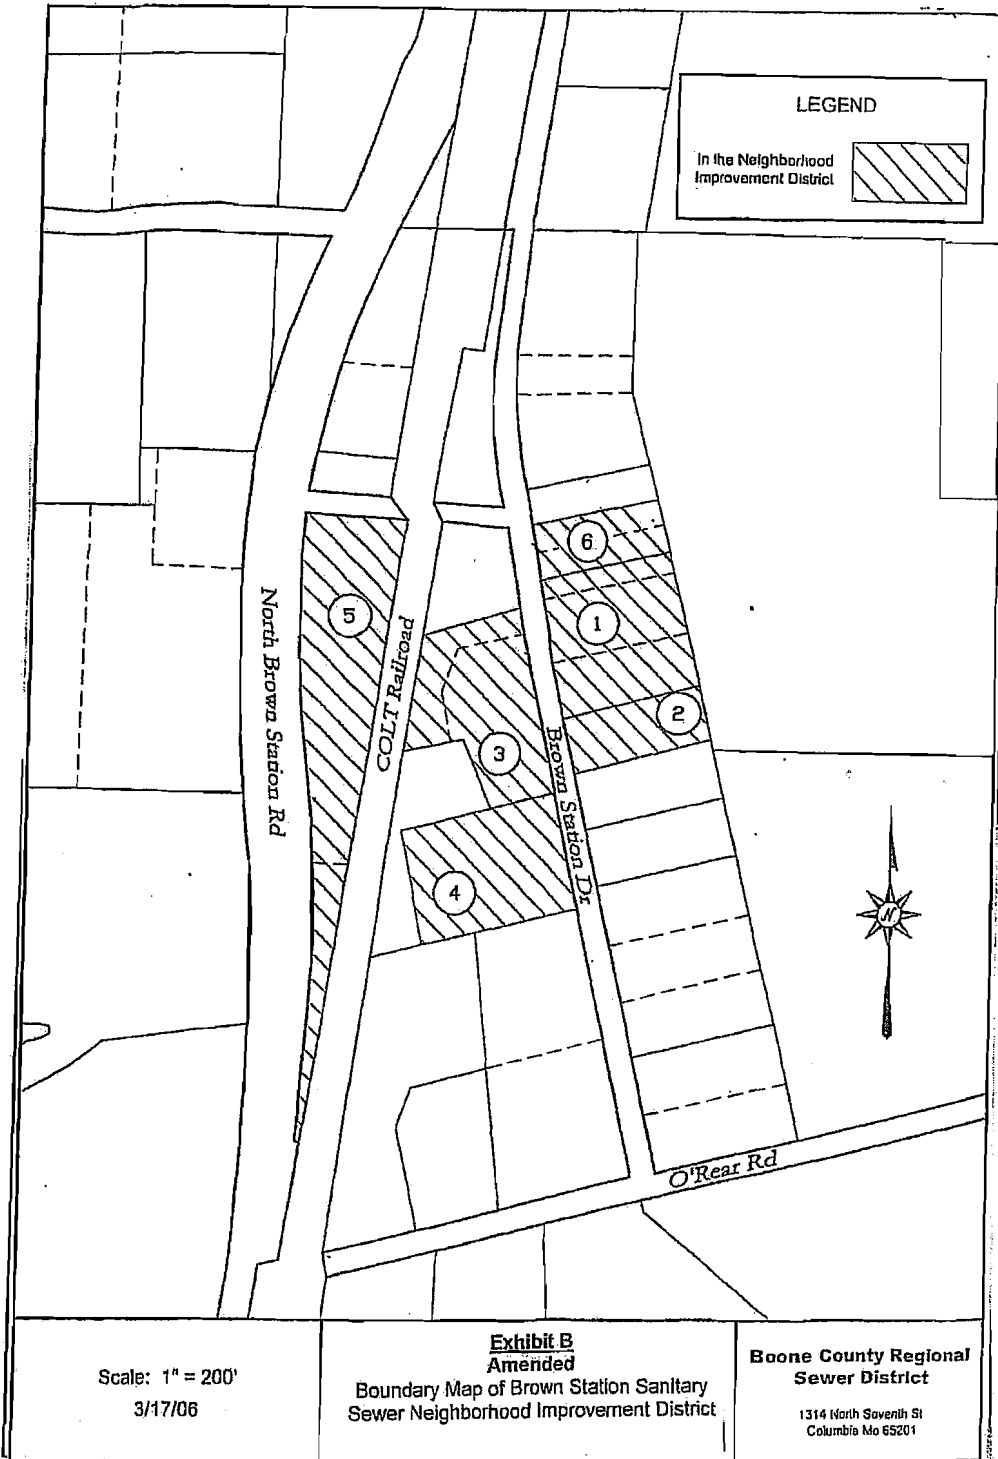 LEGEND
In the Neighborhood
Improvement District
6
5
1
2
3
4
North Brown Station Rd
COLT Railroad
Brown Station Dr
N
O'Rear Rd
Scale: 1" = 200'
3/17/06
Exhibit B
Amended
Boundary Map of Brown Station Sanitary
Sewer Neighborhood Improvement District
Boone County Regional
Sewer District
1314 North Seventh St
Columbia Mo 65201